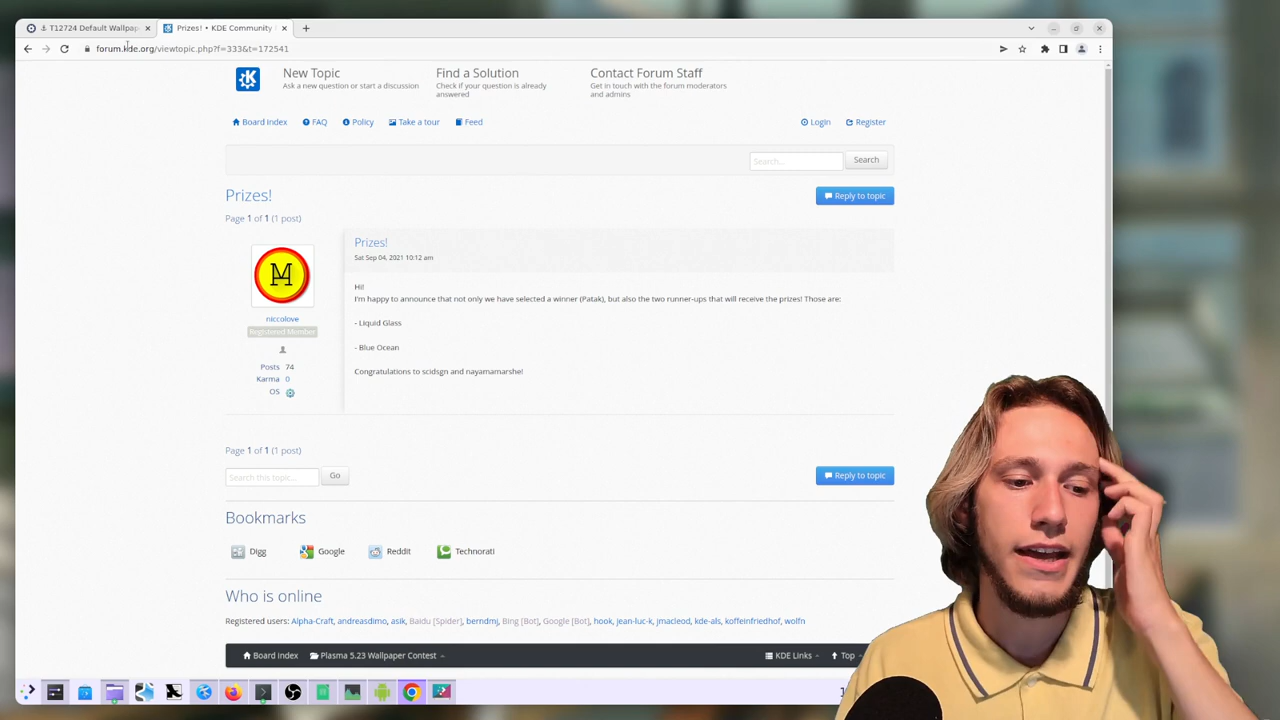 T12724 Default Wallpap
Prizes! • KDE Community
forum.kde.org/viewtopic.php?f=333&t=172541
New Topic
Ask a new question or start a discussion
Find a Solution
Check if your question is already
answered
Contact Forum Staff
Get in touch with the forum moderators
and admins
Board Index
FAQ
Policy
Take a tour
Feed
Login
Register
Search...
Search
Prizes!
Reply to topic
Page 1 of 1 (1 post)
niccolove
Registered Member
Posts 74
Karma 0
OS
Prizes!
Sat Sep 04, 2021 10:12 am
Hi!
I'm happy to announce that not only we have selected a winner (Patak), but also the two runner-ups that will receive the prizes! Those are:
- Liquid Glass
- Blue Ocean
Congratulations to scidsgn and nayamamarshe!
Page 1 of 1 (1 post)
Search this topic...
Go
Reply to topic
Bookmarks
Digg
Google
Reddit
Technorati
Who is online
Registered users: Alpha-Craft, andreasdimo, asik, Baidu [Spider], berndmj, Bing [Bot], Google [Bot], hook, jean-luc-k, jmacleod, kde-als, koffeinfriedhof, wolfn
Board index
Plasma 5.23 Wallpaper Contest
KDE Links
Top